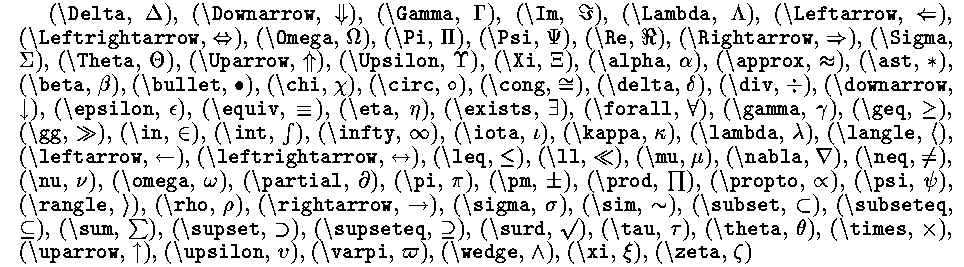 (\Delta, Δ), (\Downarrow, ⇓), (\Gamma, Γ), (\Im, ℑ), (\Lambda, Λ), (\Leftarrow, ⇐),
(\Leftrightarrow, ⇔), (\Omega, Ω), (\Pi, Π), (\Psi, Ψ), (\Re, ℜ), (\Rightarrow, ⇒), (\Sigma,
Σ), (\Theta, Θ), (\Uparrow, ⇑), (\Upsilon, ϒ), (\Xi, Ξ), (\alpha, α), (\approx, ≈), (\ast, ∗),
(\beta, β), (\bullet, •), (\chi, χ), (\circ, ∘), (\cong, ≅), (\delta, δ), (\div, ÷), (\downarrow,
↓), (\epsilon, ϵ), (\equiv, ≡), (\eta, η), (\exists, ∃), (\forall, ∀), (\gamma, γ), (\geq, ≥),
(\gg, ≫), (\in, ∈), (\int, ∫), (\infty, ∞), (\iota, ι), (\kappa, κ), (\lambda, λ), (\langle, ⟨),
(\leftarrow, ←), (\leftrightarrow, ↔), (\leq, ≤), (\ll, ≪), (\mu, μ), (\nabla, ∇), (\neq, ≠),
(\nu, ν), (\omega, ω), (\partial, ∂), (\pi, π), (\pm, ±), (\prod, ∏), (\propto, ∝), (\psi, ψ),
(\rangle, ⟩), (\rho, ρ), (\rightarrow, →), (\sigma, σ), (\sim, ∼), (\subset, ⊂), (\subseteq,
⊆), (\sum, ∑), (\supset, ⊃), (\supseteq, ⊇), (\surd, √), (\tau, τ), (\theta, θ), (\times, ×),
(\uparrow, ↑), (\upsilon, υ), (\varpi, ϖ), (\wedge, ∧), (\xi, ξ), (\zeta, ζ)